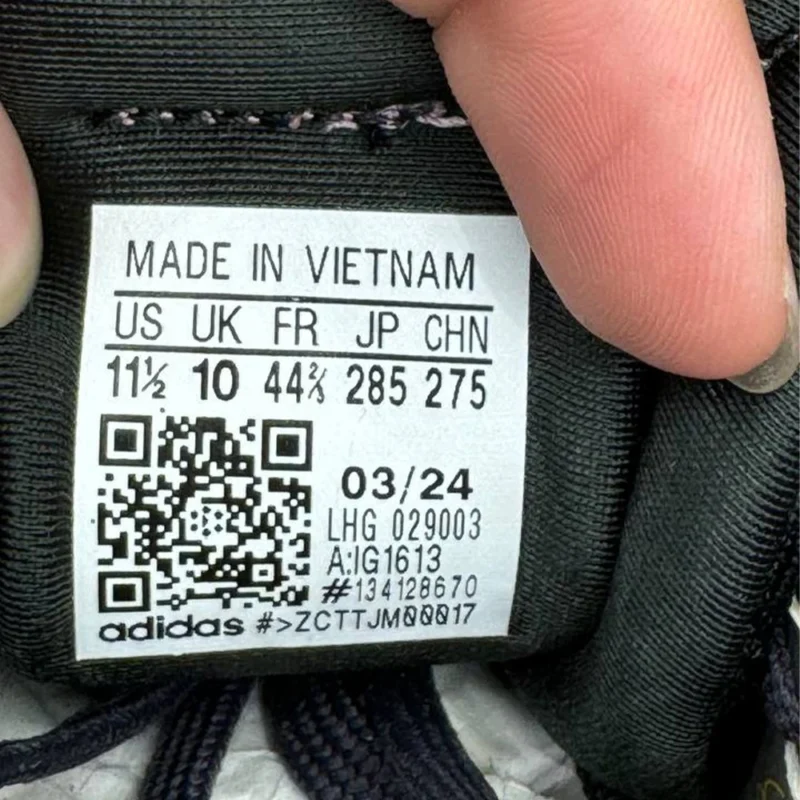 MADE IN VIETNAM
US UK FR JP CHN
11½ 10 44⅔ 285 275
03/24
LHG 029003
A:IG1613
#134128670
adidas #>ZCTTJM00017